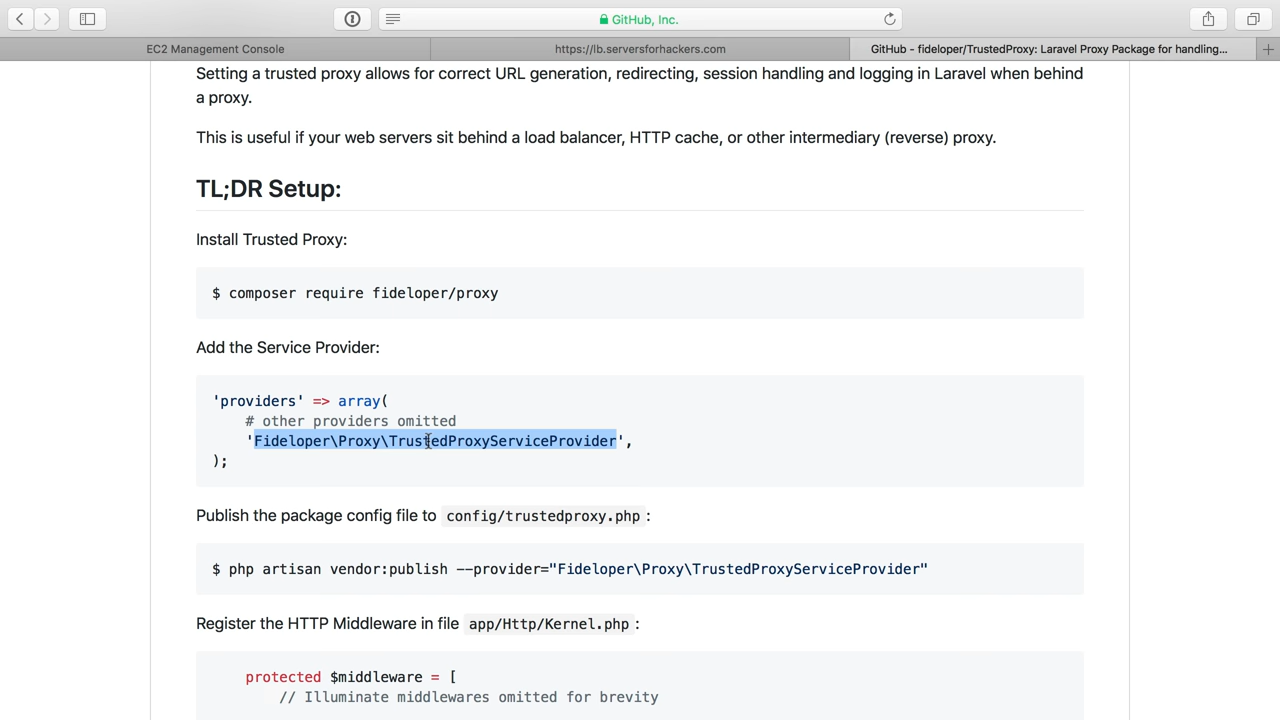 GitHub, Inc.
EC2 Management Console
https://lb.serversforhackers.com
GitHub - fideloper/TrustedProxy: Laravel Proxy Package for handling...
Setting a trusted proxy allows for correct URL generation, redirecting, session handling and logging in Laravel when behind
a proxy.
This is useful if your web servers sit behind a load balancer, HTTP cache, or other intermediary (reverse) proxy.
TL;DR Setup:
Install Trusted Proxy:
$ composer require fideloper/proxy
Add the Service Provider:
'providers' => array(
# other providers omitted
'Fideloper\Proxy\TrustedProxyServiceProvider',
);
Publish the package config file to config/trustedproxy.php :
$ php artisan vendor:publish --provider="Fideloper\Proxy\TrustedProxyServiceProvider"
Register the HTTP Middleware in file app/Http/Kernel.php :
protected $middleware = [
// Illuminate middlewares omitted for brevity